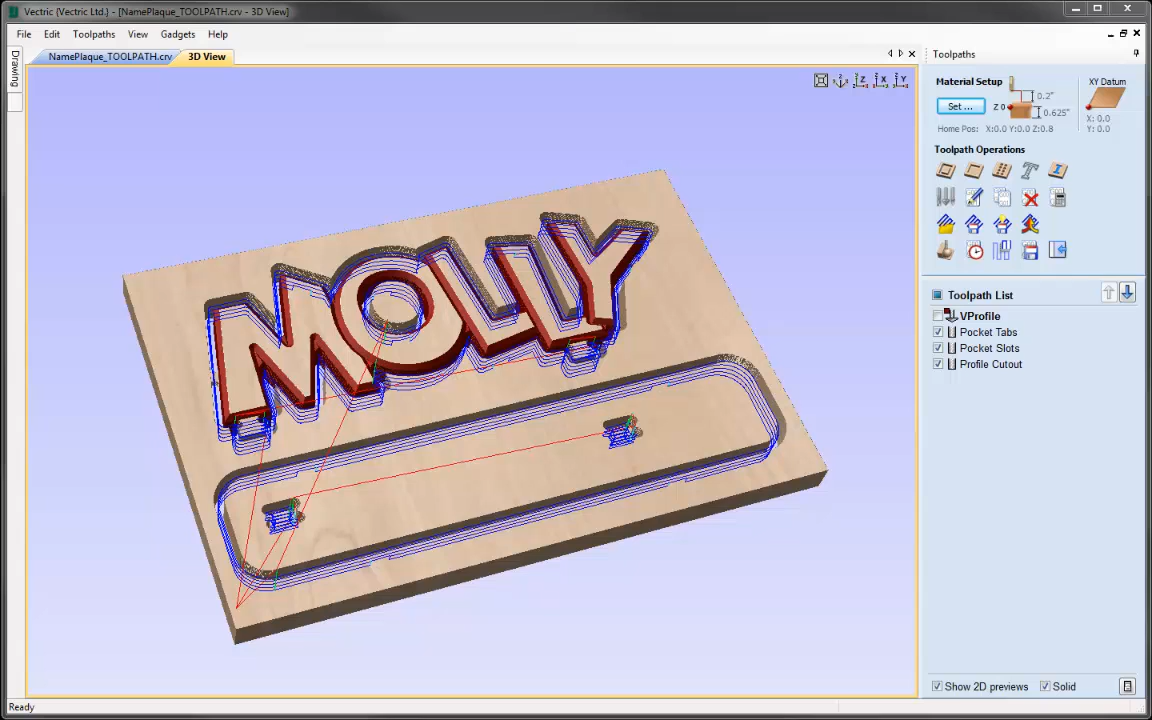 Vectric {Vectric Ltd.} - [NamePlaque_TOOLPATH.crv - 3D View]
File Edit Toolpaths View Gadgets Help
Drawing
NamePlaque_TOOLPATH.crv 3D View
Z X Y
MOLLY
Toolpaths
Material Setup
Set ...
Z 0
0.2"
0.625"
XY Datum
X: 0.0
Y: 0.0
Home Pos: X:0.0 Y:0.0 Z:0.8
Toolpath Operations
Toolpath List
VProfile
Pocket Tabs
Pocket Slots
Profile Cutout
Show 2D previews Solid
Ready